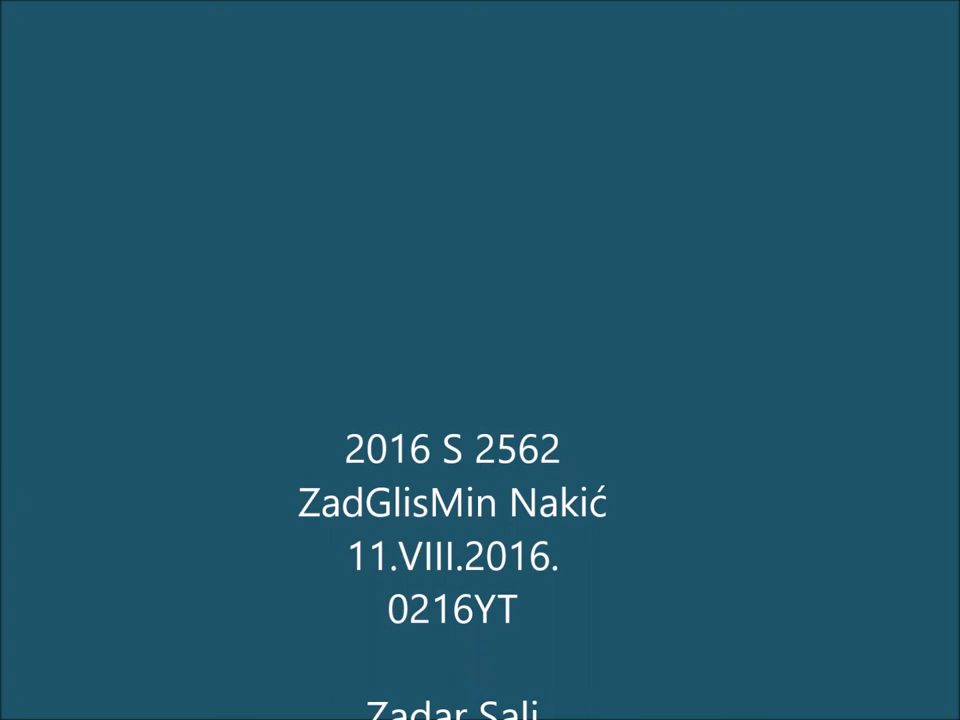 2016 S 2562
ZadGlisMin Nakić
11.VIII.2016.
0216YT
Zadar Sali